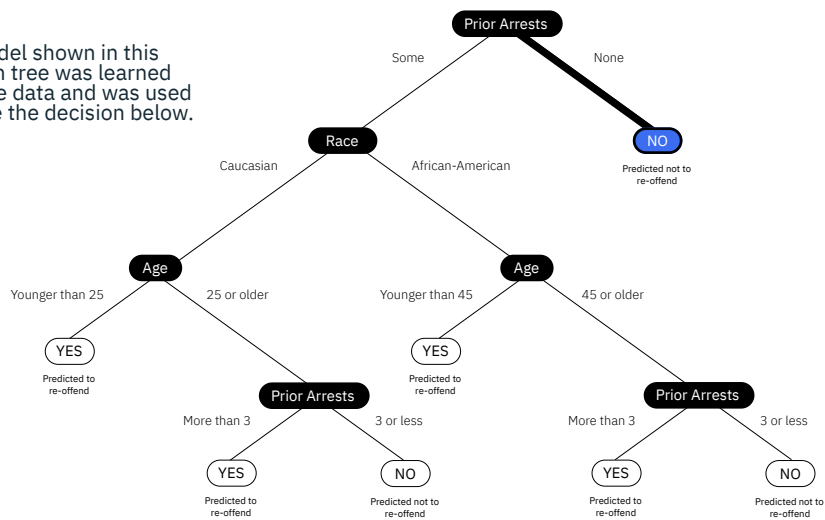 Prior Arrests
del shown in this
tree was learned
data and was used
the decision below.
Some
None
Race
NO
Predicted not to
re-offend
Caucasian
African-American
Age
Age
Younger than 25
25 or older
Younger than 45
45 or older
YES
Predicted to
re-offend
YES
Predicted to
re-offend
Prior Arrests
Prior Arrests
More than 3
3 or less
More than 3
3 or less
YES
Predicted to
re-offend
NO
Predicted not to
re-offend
YES
Predicted to
re-offend
NO
Predicted not to
re-offend